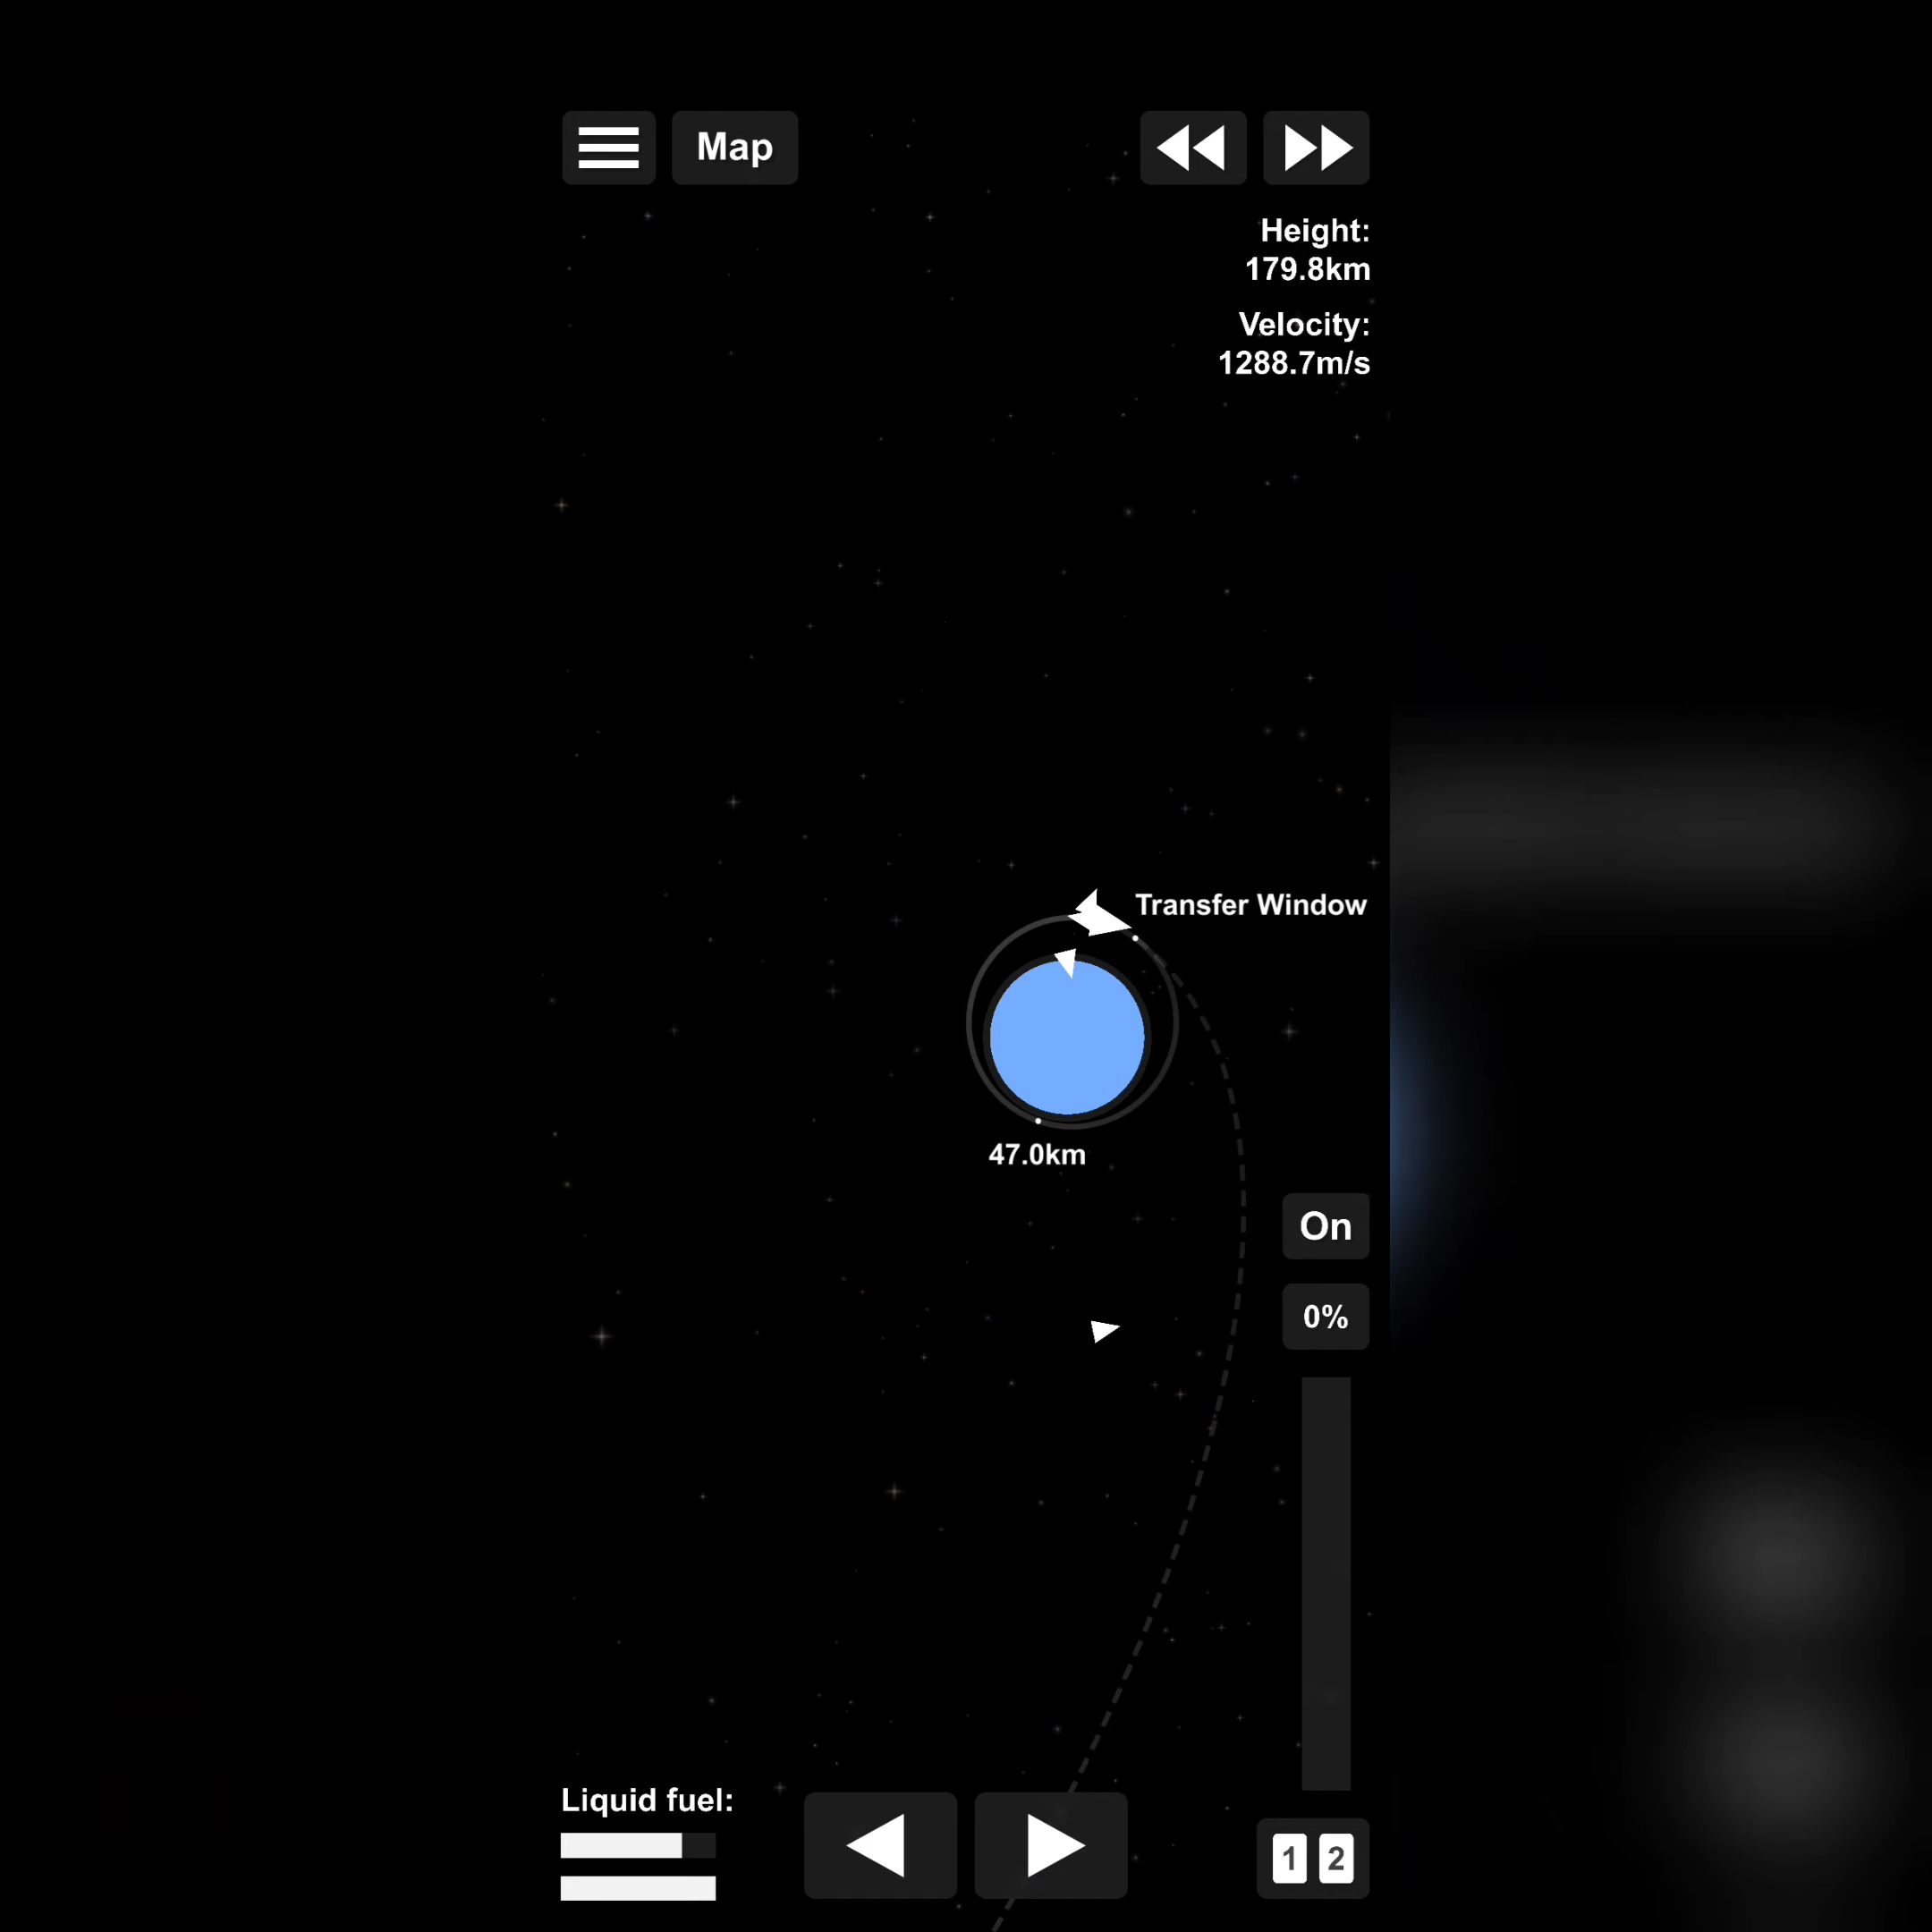 Map
Height:
179.8km
Velocity:
1288.7m/s
Transfer Window
47.0km
On
0%
Liquid fuel:
1 2